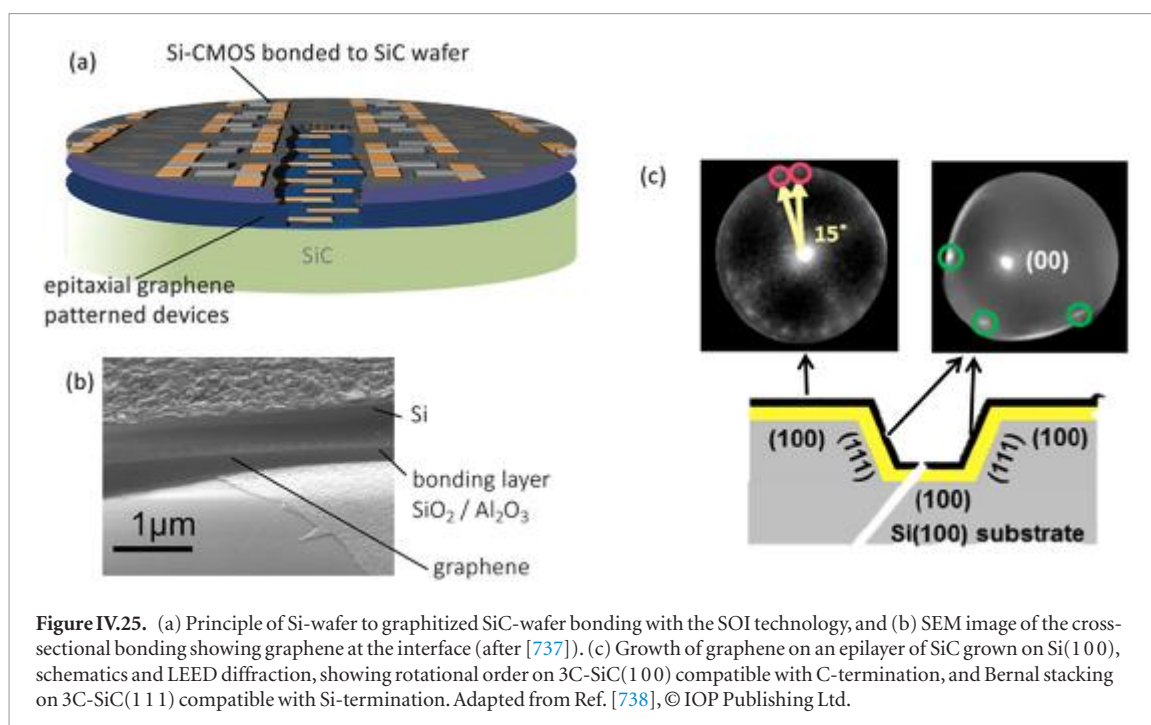 (a)
Si-CMOS bonded to SiC wafer
SiC
epitaxial graphene
patterned devices
(b)
Si
bonding layer
SiO₂ / Al₂O₃
graphene
1µm
(c)
15°
(00)
(100)
(111)
(100)
(111)
(100)
Si(100) substrate
Figure IV.25. (a) Principle of Si-wafer to graphitized SiC-wafer bonding with the SOI technology, and (b) SEM image of the cross-
sectional bonding showing graphene at the interface (after [737]). (c) Growth of graphene on an epilayer of SiC grown on Si(1 0 0),
schematics and LEED diffraction, showing rotational order on 3C-SiC(1 0 0) compatible with C-termination, and Bernal stacking
on 3C-SiC(1 1 1) compatible with Si-termination. Adapted from Ref. [738], © IOP Publishing Ltd.